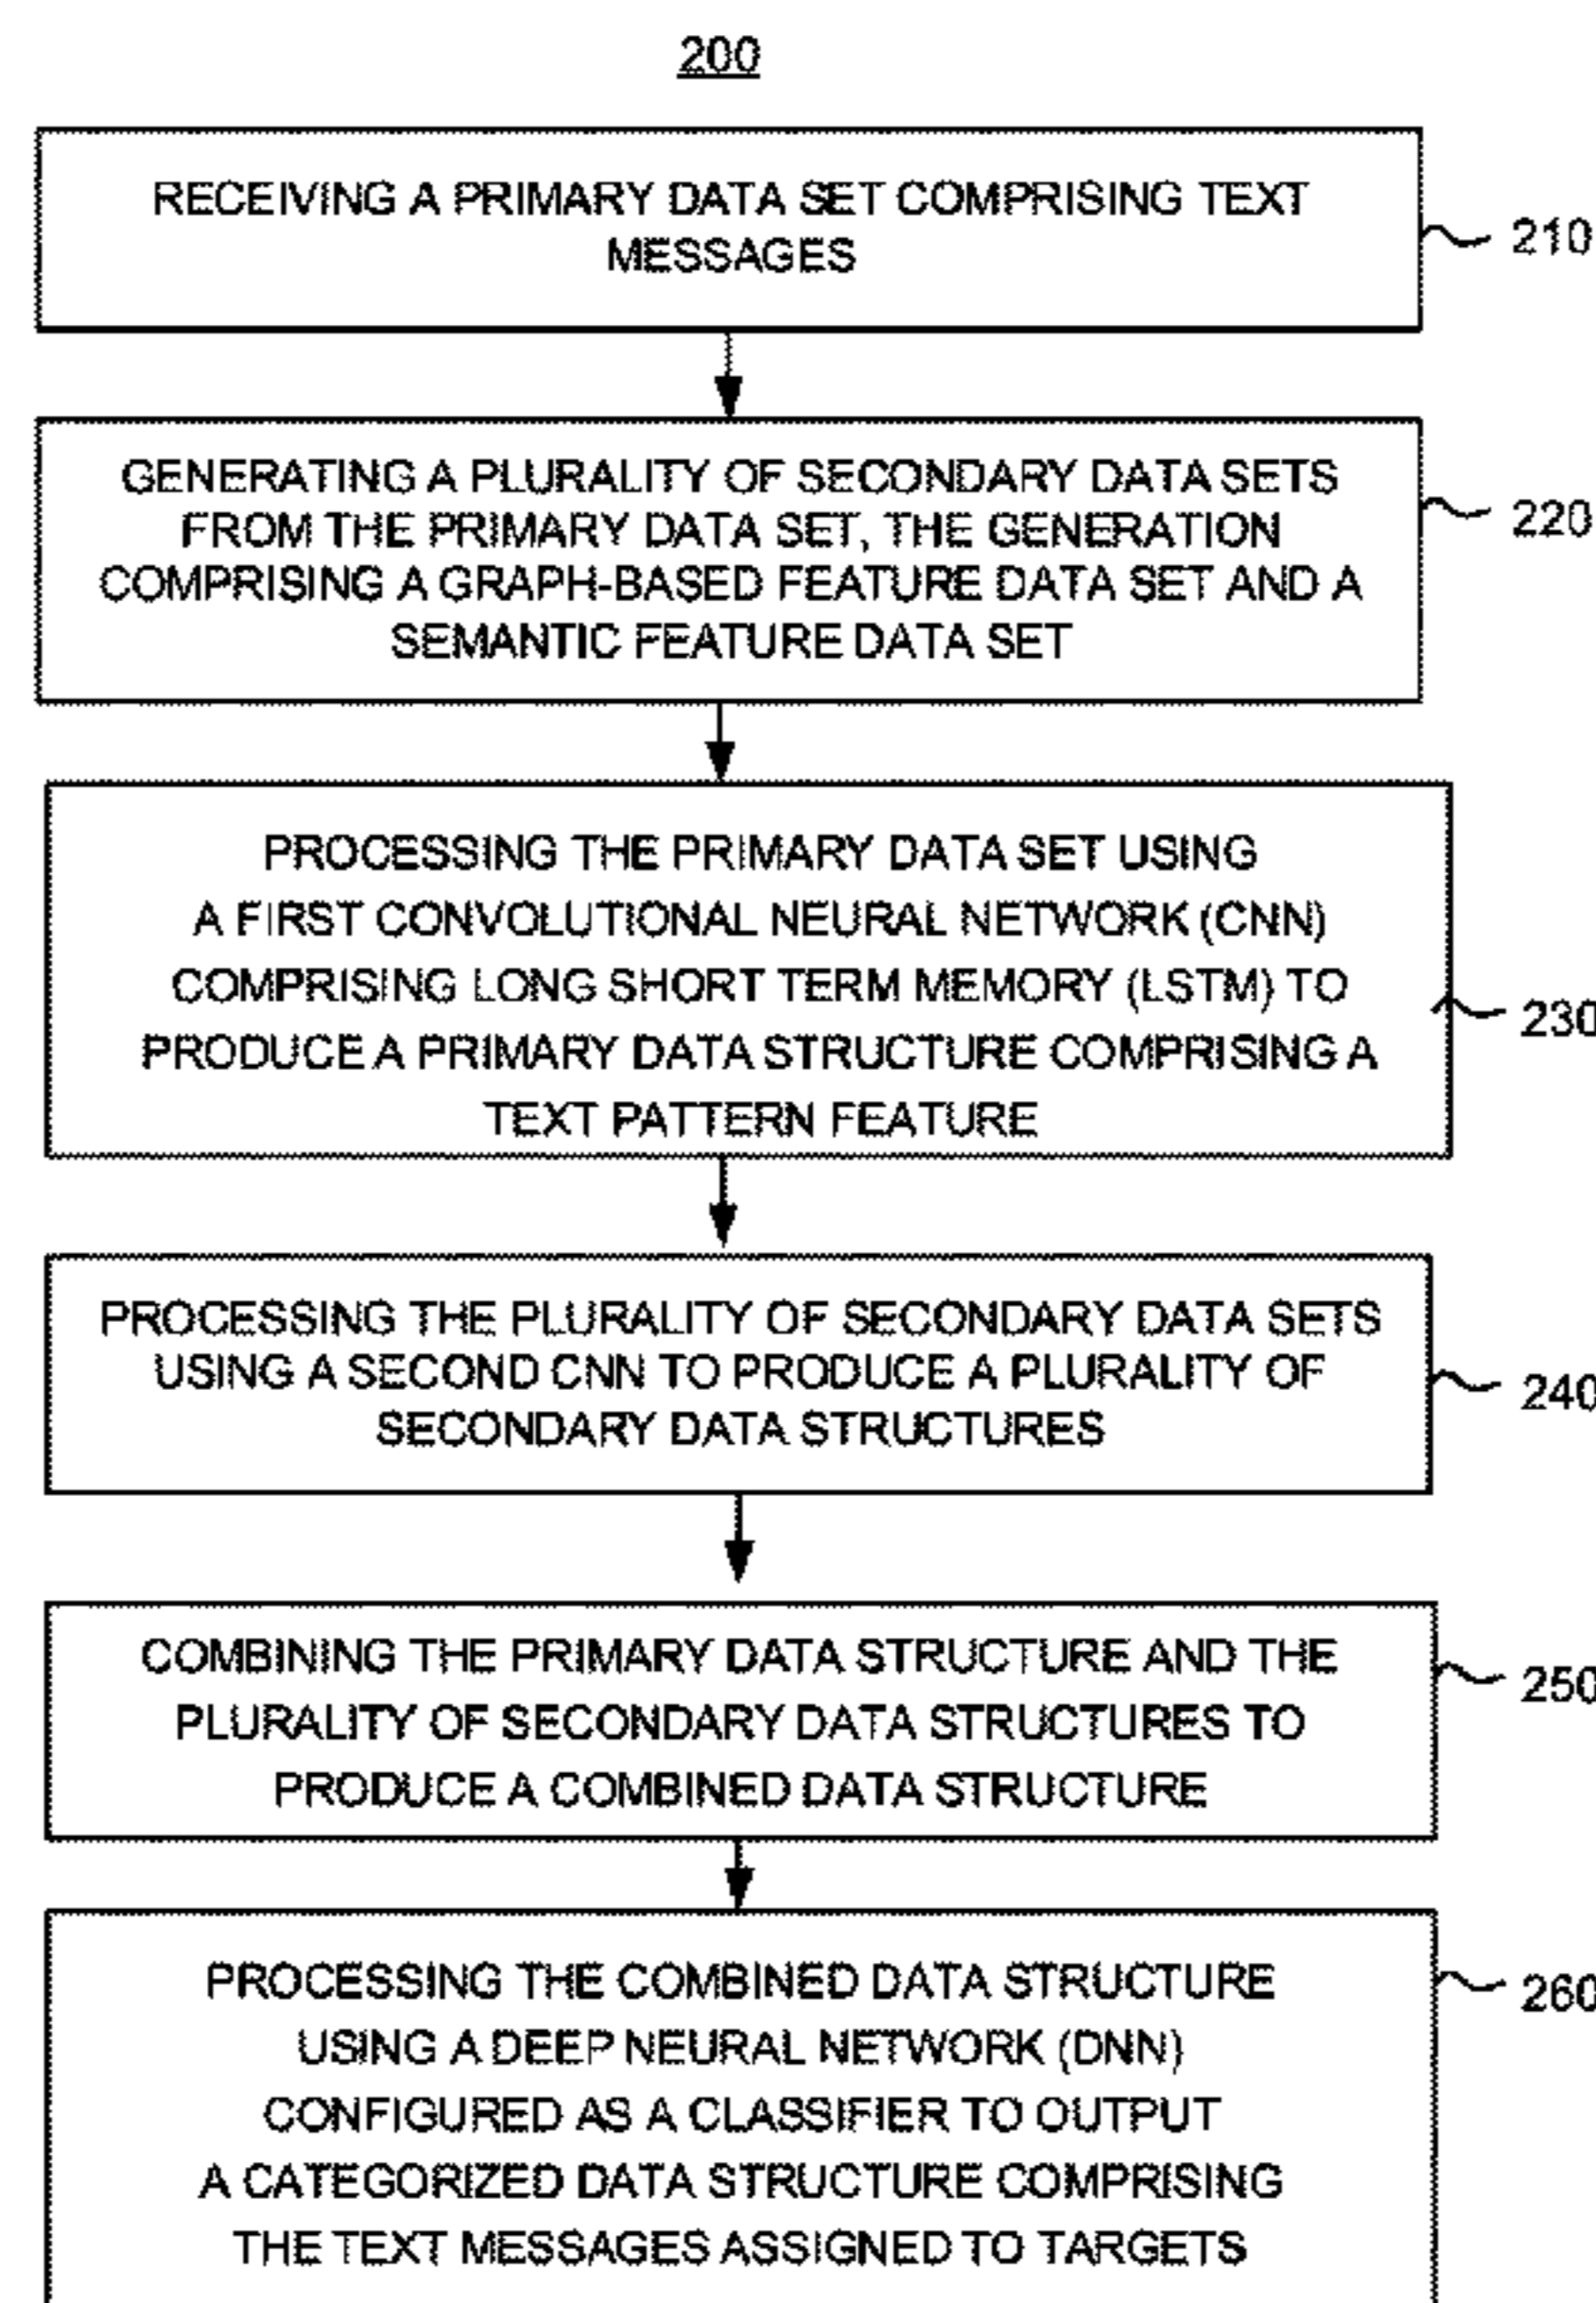 200
RECEIVING A PRIMARY DATA SET COMPRISING TEXT
MESSAGES
210
GENERATING A PLURALITY OF SECONDARY DATA SETS
FROM THE PRIMARY DATA SET, THE GENERATION
COMPRISING A GRAPH-BASED FEATURE DATA SET AND A
SEMANTIC FEATURE DATA SET
220
PROCESSING THE PRIMARY DATA SET USING
A FIRST CONVOLUTIONAL NEURAL NETWORK (CNN)
COMPRISING LONG SHORT TERM MEMORY (LSTM) TO
PRODUCE A PRIMARY DATA STRUCTURE COMPRISING A
TEXT PATTERN FEATURE
230
PROCESSING THE PLURALITY OF SECONDARY DATA SETS
USING A SECOND CNN TO PRODUCE A PLURALITY OF
SECONDARY DATA STRUCTURES
240
COMBINING THE PRIMARY DATA STRUCTURE AND THE
PLURALITY OF SECONDARY DATA STRUCTURES TO
PRODUCE A COMBINED DATA STRUCTURE
250
PROCESSING THE COMBINED DATA STRUCTURE
USING A DEEP NEURAL NETWORK (DNN)
CONFIGURED AS A CLASSIFIER TO OUTPUT
A CATEGORIZED DATA STRUCTURE COMPRISING
THE TEXT MESSAGES ASSIGNED TO TARGETS
260